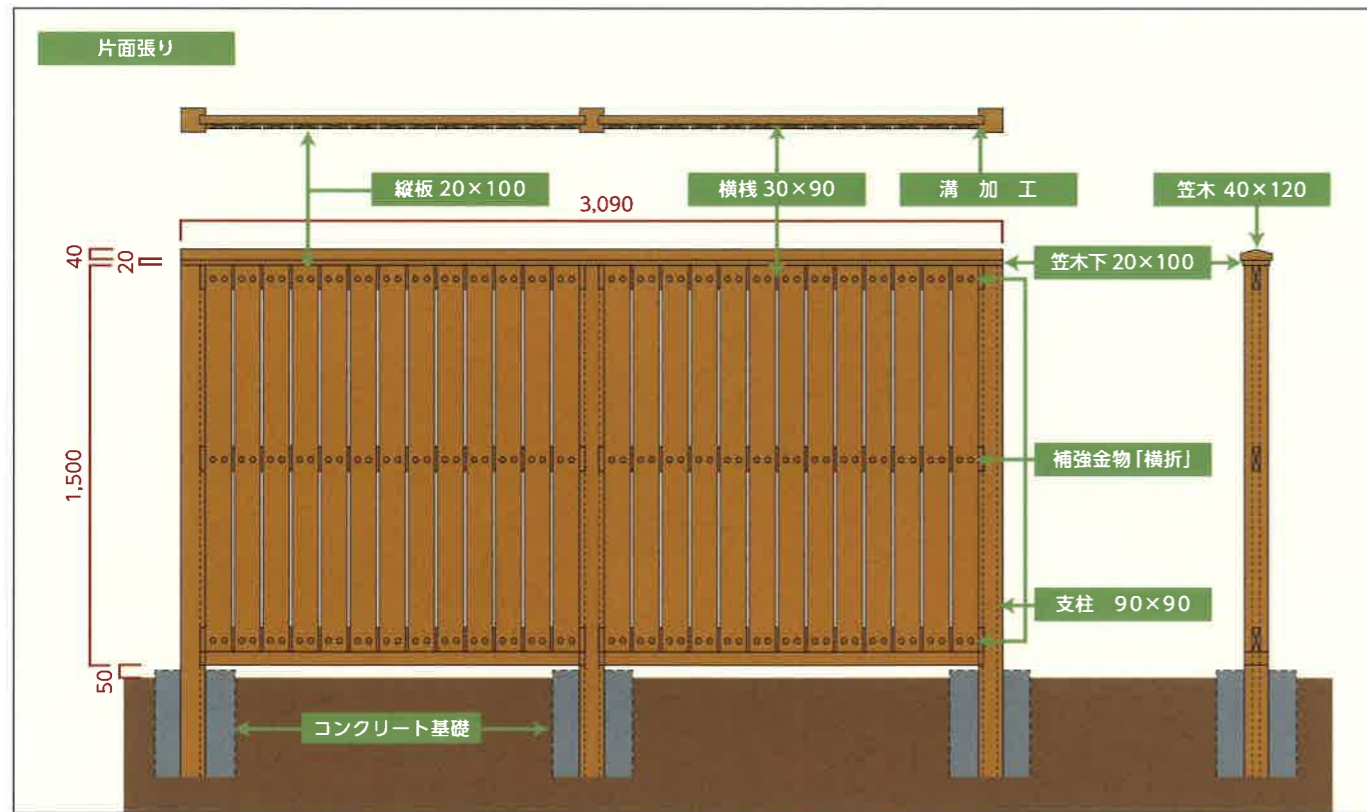 片面張り
縦板 20×100
横桟 30×90
溝 加 工
笠木 40×120
3,090
40
20
笠木下 20×100
1,500
補強金物「横折」
支柱 90×90
50
コンクリート基礎